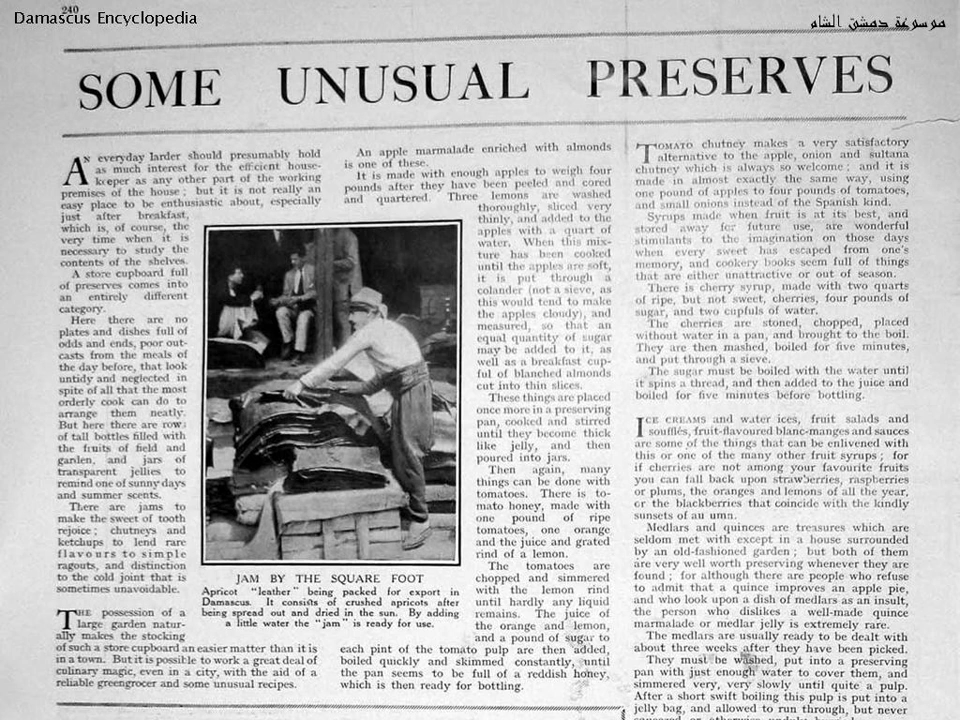 240
Damascus Encyclopedia
موسوعة دمشق الشام
SOME UNUSUAL PRESERVES
AN everyday larder should presumably hold
as much interest for the efficient house-
keeper as any other part of the working
premises of the house; but it is not really an
easy place to be enthusiastic about, especially
just after breakfast,
which is, of course, the
very time when it is
necessary to study the
contents of the shelves.
A store cupboard full
of preserves comes into
an entirely different
category.
Here there are no
plates and dishes full of
odds and ends, poor out-
casts from the meals of
the day before, that look
untidy and neglected in
spite of all that the most
orderly cook can do to
arrange them neatly.
But here there are rows
of tall bottles filled with
the fruits of field and
garden, and jars of
transparent jellies to
remind one of sunny days
and summer scents.
There are jams to
make the sweet of tooth
rejoice; chutneys and
ketchups to lend rare
flavours to simple
ragouts, and distinction
to the cold joint that is
sometimes unavoidable.
THE possession of a
large garden natur-
ally makes the stocking
of such a store cupboard an easier matter than it is
in a town. But it is possible to work a great deal of
culinary magic, even in a city, with the aid of a
reliable greengrocer and some unusual recipes.
An apple marmalade enriched with almonds
is one of these.
It is made with enough apples to weigh four
pounds after they have been peeled and cored
and quartered. Three lemons are washed
thoroughly, sliced very
thinly, and added to the
apples with a quart of
water. When this mix-
ture has been cooked
until the apples are soft,
it is put through a
colander (not a sieve, as
this would tend to make
the apples cloudy), and
measured, so that an
equal quantity of sugar
may be added to it, as
well as a breakfast cup-
ful of blanched almonds
cut into thin slices.
These things are placed
once more in a preserving
pan, cooked and stirred
until they become thick
like jelly, and then
poured into jars.
Then again, many
things can be done with
tomatoes. There is to-
mato honey, made with
one pound of ripe
tomatoes, one orange
and the juice and grated
rind of a lemon.
The tomatoes are
chopped and simmered
with the lemon rind
until hardly any liquid
remains. The juice of
the orange and lemon,
and a pound of sugar to
each pint of the tomato pulp are then added,
boiled quickly and skimmed constantly, until
the pan seems to be full of a reddish honey,
which is then ready for bottling.
JAM BY THE SQUARE FOOT
Apricot "leather" being packed for export in
Damascus. It consists of crushed apricots after
being spread out and dried in the sun. By adding
a little water the "jam" is ready for use.
TOMATO chutney makes a very satisfactory
alternative to the apple, onion and sultana
chutney which is always so welcome; and it is
made in almost exactly the same way, using
one pound of apples to four pounds of tomatoes,
and small onions instead of the Spanish kind.
Syrups made when fruit is at its best, and
stored away for future use, are wonderful
stimulants to the imagination on those days
when every sweet has escaped from one's
memory, and cookery books seem full of things
that are either unattractive or out of season.
There is cherry syrup, made with two quarts
of ripe, but not sweet, cherries, four pounds of
sugar, and two cupfuls of water.
The cherries are stoned, chopped, placed
without water in a pan, and brought to the boil.
They are then mashed, boiled for five minutes,
and put through a sieve.
The sugar must be boiled with the water until
it spins a thread, and then added to the juice and
boiled for five minutes before bottling.
ICE CREAMS and water ices, fruit salads and
soufflés, fruit-flavoured blanc-manges and sauces
are some of the things that can be enlivened with
this or one of the many other fruit syrups; for
if cherries are not among your favourite fruits
you can fall back upon strawberries, raspberries
or plums, the oranges and lemons of all the year,
or the blackberries that coincide with the kindly
sunsets of autumn.
Medlars and quinces are treasures which are
seldom met with except in a house surrounded
by an old-fashioned garden; but both of them
are very well worth preserving whenever they are
found; for although there are people who refuse
to admit that a quince improves an apple pie,
and who look upon a dish of medlars as an insult,
the person who dislikes a well-made quince
marmalade or medlar jelly is extremely rare.
The medlars are usually ready to be dealt with
about three weeks after they have been picked.
They must be washed, put into a preserving
pan with just enough water to cover them, and
simmered very, very slowly until quite a pulp.
After a short swift boiling this pulp is put into a
jelly bag, and allowed to run through, but never